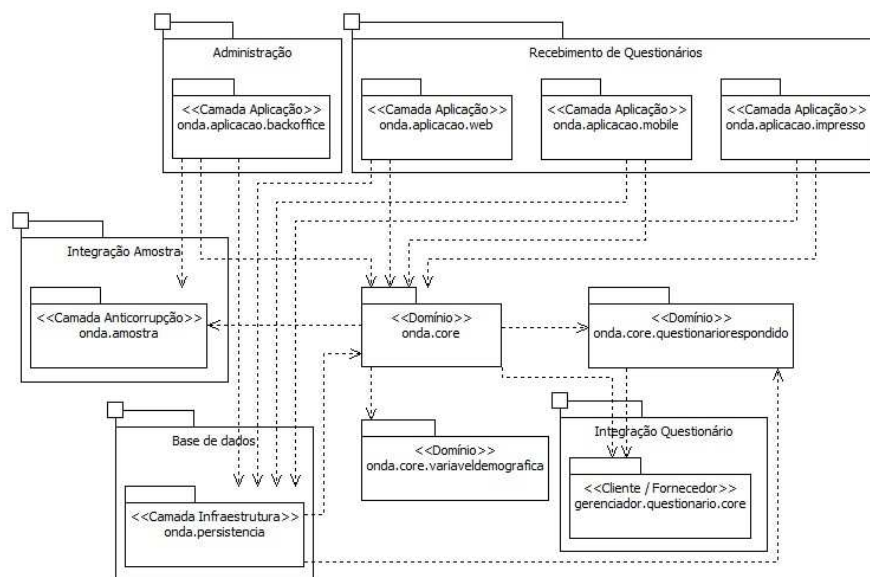 Administração
Recebimento de Questionários
<<Camada Aplicação>>
onda.aplicacao.backoffice
<<Camada Aplicação>>
onda.aplicacao.web
<<Camada Aplicação>>
onda.aplicacao.mobile
<<Camada Aplicação>>
onda.aplicacao.impresso
Integração Amostra
<<Camada Anticorrupção>>
onda.amostra
<<Domínio>>
onda.core
<<Domínio>>
onda.core.questionariorespondido
Base de dados
<<Domínio>>
onda.core.variaveldemografica
Integração Questionário
<<Camada Infraestrutura>>
onda.persistencia
<<Cliente / Fornecedor>>
gerenciador.questionario.core